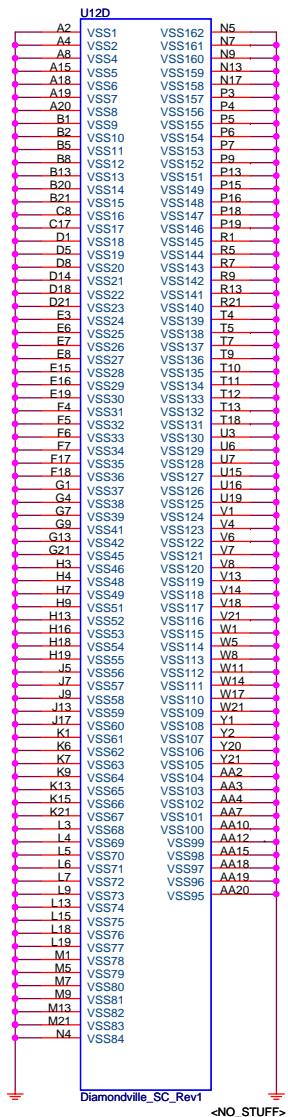 U12D
A2 VSS1 VSS162 N5
A4 VSS2 VSS161 N7
A8 VSS4 VSS160 N9
A15 VSS5 VSS159 N13
A18 VSS6 VSS158 N17
A19 VSS7 VSS157 P3
A20 VSS8 VSS156 P4
B1 VSS9 VSS155 P5
B2 VSS10 VSS154 P6
B5 VSS11 VSS153 P7
B8 VSS12 VSS152 P9
B13 VSS13 VSS151 P13
B20 VSS14 VSS149 P15
B21 VSS15 VSS148 P16
C8 VSS16 VSS147 P18
C17 VSS17 VSS146 P19
D1 VSS18 VSS145 R1
D5 VSS19 VSS144 R5
D8 VSS20 VSS143 R7
D14 VSS21 VSS142 R9
D18 VSS22 VSS141 R13
D21 VSS23 VSS140 R21
E3 VSS24 VSS139 T4
E6 VSS25 VSS138 T5
E7 VSS26 VSS137 T7
E8 VSS27 VSS136 T9
E15 VSS28 VSS135 T10
E16 VSS29 VSS134 T11
E19 VSS30 VSS133 T12
F4 VSS31 VSS132 T13
F5 VSS32 VSS131 T18
F6 VSS33 VSS130 U3
F7 VSS34 VSS129 U6
F17 VSS35 VSS128 U7
F18 VSS36 VSS127 U15
G1 VSS37 VSS126 U16
G4 VSS38 VSS125 U19
G7 VSS39 VSS124 V1
G9 VSS41 VSS123 V4
G13 VSS42 VSS122 V6
G21 VSS45 VSS121 V7
H3 VSS46 VSS120 V8
H4 VSS48 VSS119 V13
H7 VSS49 VSS118 V14
H9 VSS51 VSS117 V18
H13 VSS52 VSS116 V21
H16 VSS53 VSS115 W1
H18 VSS54 VSS114 W5
H19 VSS55 VSS113 W8
J5 VSS56 VSS112 W11
J7 VSS57 VSS111 W14
J9 VSS58 VSS110 W17
J13 VSS59 VSS109 W21
J17 VSS60 VSS108 Y1
K1 VSS61 VSS107 Y2
K6 VSS62 VSS106 Y20
K7 VSS63 VSS105 Y21
K9 VSS64 VSS104 AA2
K13 VSS65 VSS103 AA3
K15 VSS66 VSS102 AA4
K21 VSS67 VSS101 AA7
L3 VSS68 VSS100 AA10
L4 VSS69 VSS99 AA12
L5 VSS70 VSS98 AA15
L6 VSS71 VSS97 AA18
L7 VSS72 VSS96 AA19
L9 VSS73 VSS95 AA20
L13 VSS74
L15 VSS75
L18 VSS76
L19 VSS77
M1 VSS78
M5 VSS79
M7 VSS80
M9 VSS81
M13 VSS82
M21 VSS83
N4 VSS84
Diamondville_SC_Rev1
<NO_STUFF>